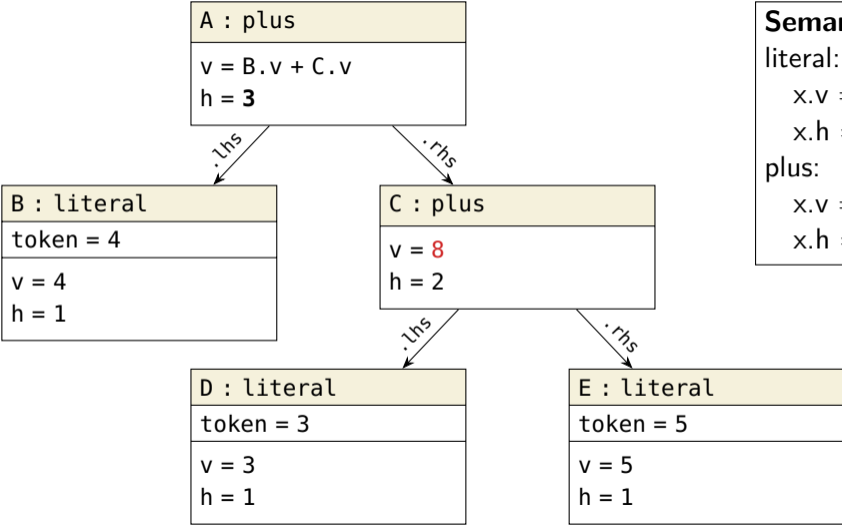 A : plus
v = B.v + C.v
h = 3
.lhs
.rhs
B : literal
token = 4
v = 4
h = 1
C : plus
v = 8
h = 2
.lhs
.rhs
D : literal
token = 3
v = 3
h = 1
E : literal
token = 5
v = 5
h = 1
literal:
x.v =
x.h =
plus:
x.v =
x.h =